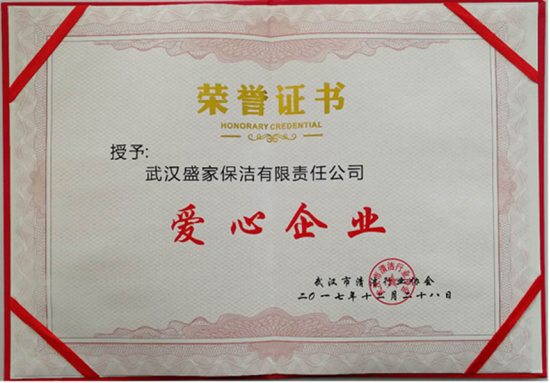 荣誉证书
HONORARY CREDENTIAL
授予:
武汉盛家保洁有限责任公司
爱心企业
武汉市清洁行业协会
二〇一七年十二月二十八日